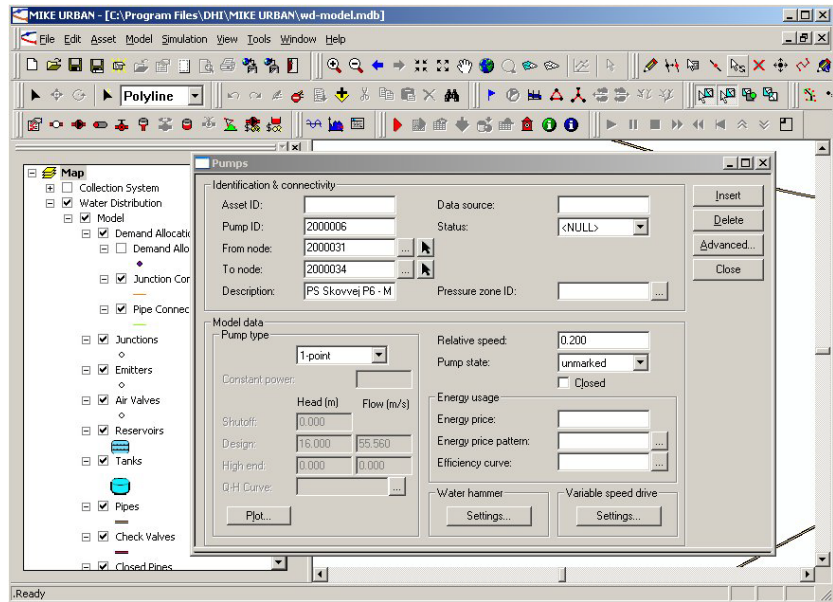 MIKE URBAN - [C:\Program Files\DHI\MIKE URBAN\wd-model.mdb]
File Edit Asset Model Simulation View Tools Window Help
Polyline
Map
Collection System
Water Distribution
Model
Demand Allocatio
Demand Allo
Junction Cor
Pipe Connec
Junctions
Emitters
Air Valves
Reservoirs
Tanks
Pipes
Check Valves
Closed Pipes
Pumps
Identification & connectivity
Asset ID:
Data source:
Insert
Pump ID: 2000006
Status: <NULL>
Delete
From node: 2000031 ...
Advanced...
To node: 2000034 ...
Close
Description: PS Skovvej P6 - M
Pressure zone ID: ...
Model data
Pump type
1-point
Relative speed: 0.200
Pump state: unmarked
Constant power:
Closed
Head (m) Flow (m/s)
Energy usage
Shutoff: 0.000
Energy price:
Design: 16.000 55.560
Energy price pattern: ...
High end: 0.000 0.000
Efficiency curve: ...
Q-H Curve: ...
Water hammer
Variable speed drive
Plot...
Settings...
Settings...
.Ready